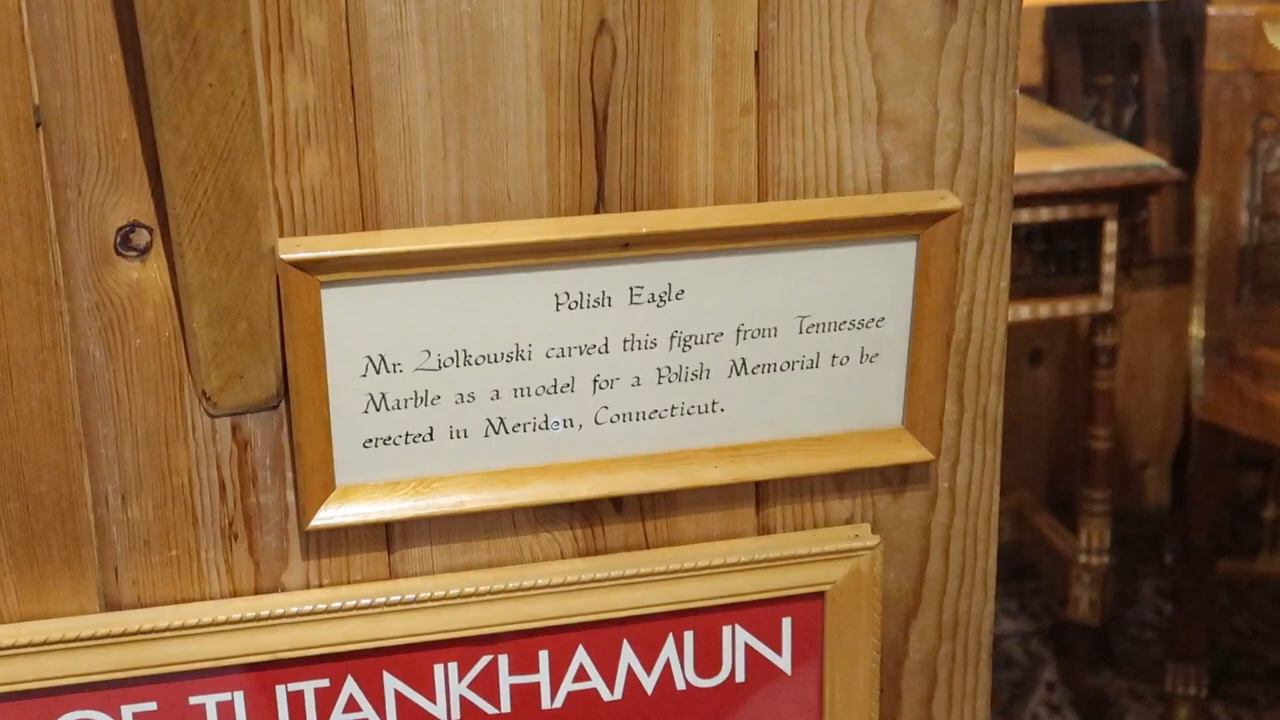 Polish Eagle
Mr. Ziolkowski carved this figure from Tennessee
Marble as a model for a Polish Memorial to be
erected in Meriden, Connecticut.
OF TUTANKHAMUN